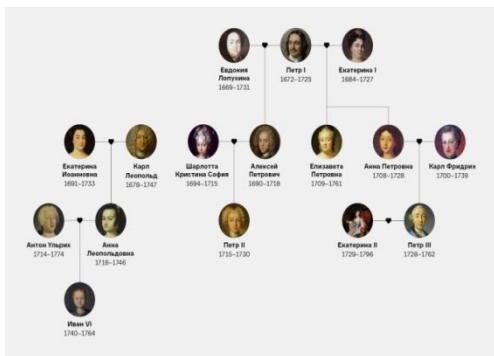 Евдокия
Лопухина
1669–1731
Петр I
1672–1725
Екатерина I
1684–1727
Екатерина
Иоанновна
1691–1733
Карл
Леопольд
1678–1747
Шарлотта
Кристина София
1694–1715
Алексей
Петрович
1690–1718
Елизавета
Петровна
1709–1761
Анна Петровна
1708–1728
Карл Фридрих
1700–1739
Антон Ульрих
1714–1774
Анна
Леопольдовна
1718–1746
Петр II
1715–1730
Екатерина II
1729–1796
Петр III
1728–1762
Иван VI
1740–1764